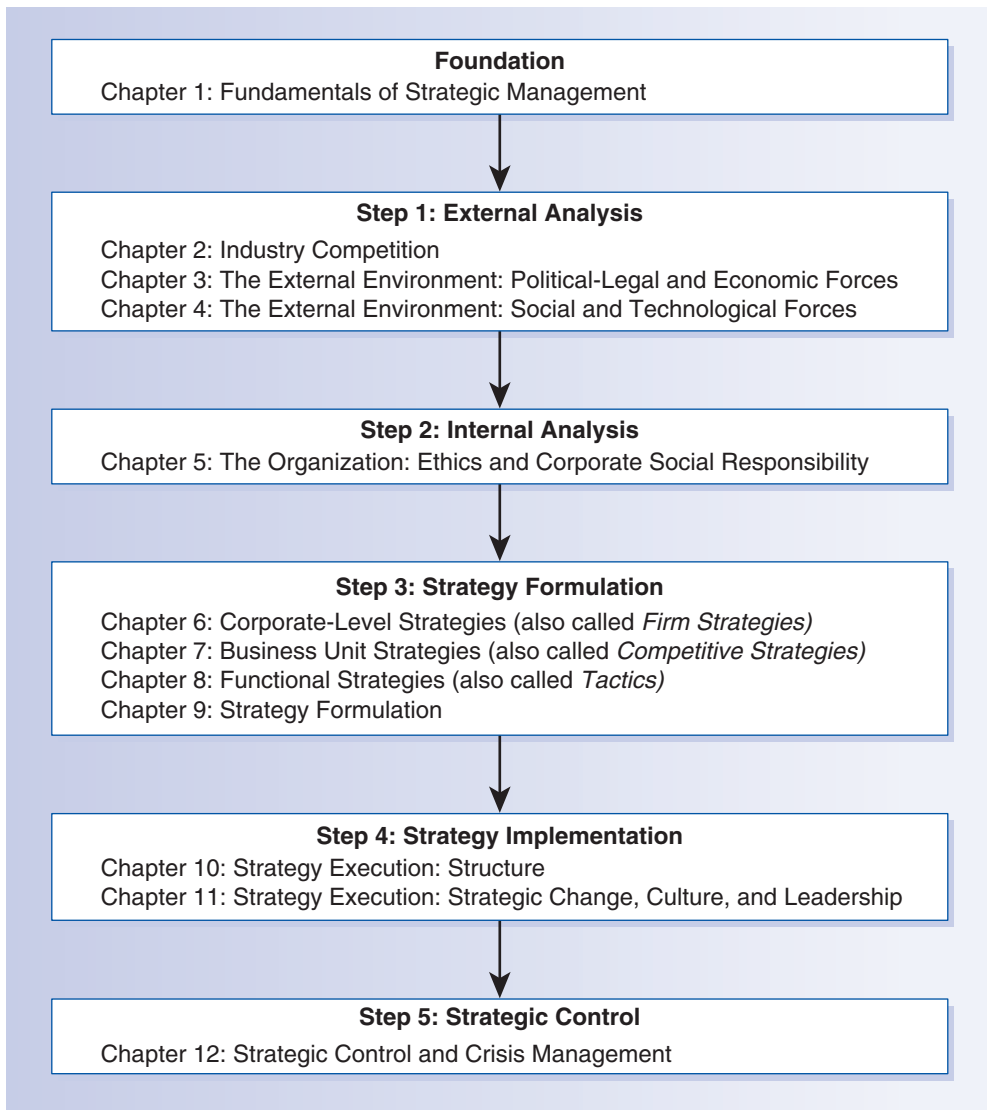 Foundation
Chapter 1: Fundamentals of Strategic Management
Step 1: External Analysis
Chapter 2: Industry Competition
Chapter 3: The External Environment: Political-Legal and Economic Forces
Chapter 4: The External Environment: Social and Technological Forces
Step 2: Internal Analysis
Chapter 5: The Organization: Ethics and Corporate Social Responsibility
Step 3: Strategy Formulation
Chapter 6: Corporate-Level Strategies (also called Firm Strategies)
Chapter 7: Business Unit Strategies (also called Competitive Strategies)
Chapter 8: Functional Strategies (also called Tactics)
Chapter 9: Strategy Formulation
Step 4: Strategy Implementation
Chapter 10: Strategy Execution: Structure
Chapter 11: Strategy Execution: Strategic Change, Culture, and Leadership
Step 5: Strategic Control
Chapter 12: Strategic Control and Crisis Management